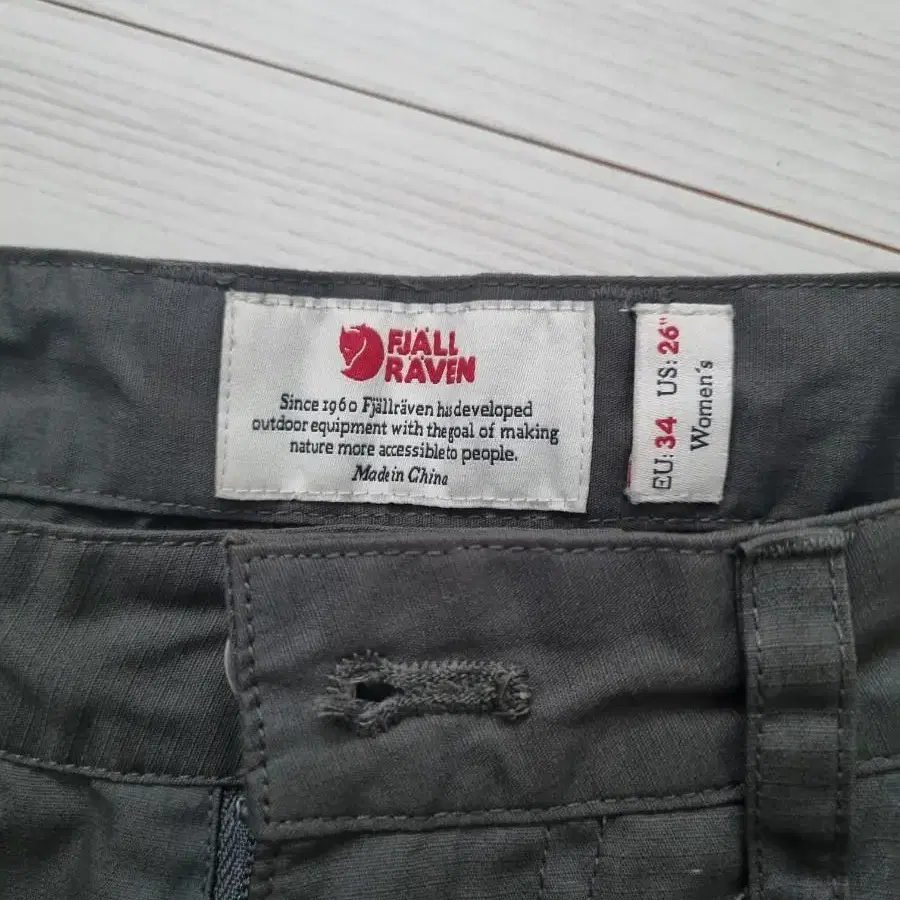 FJÄLL
RÄVEN
Since 1960 Fjällräven has developed
outdoor equipment with the goal of making
nature more accessible to people.
Made in China
EU: 34 US: 26"
Women's